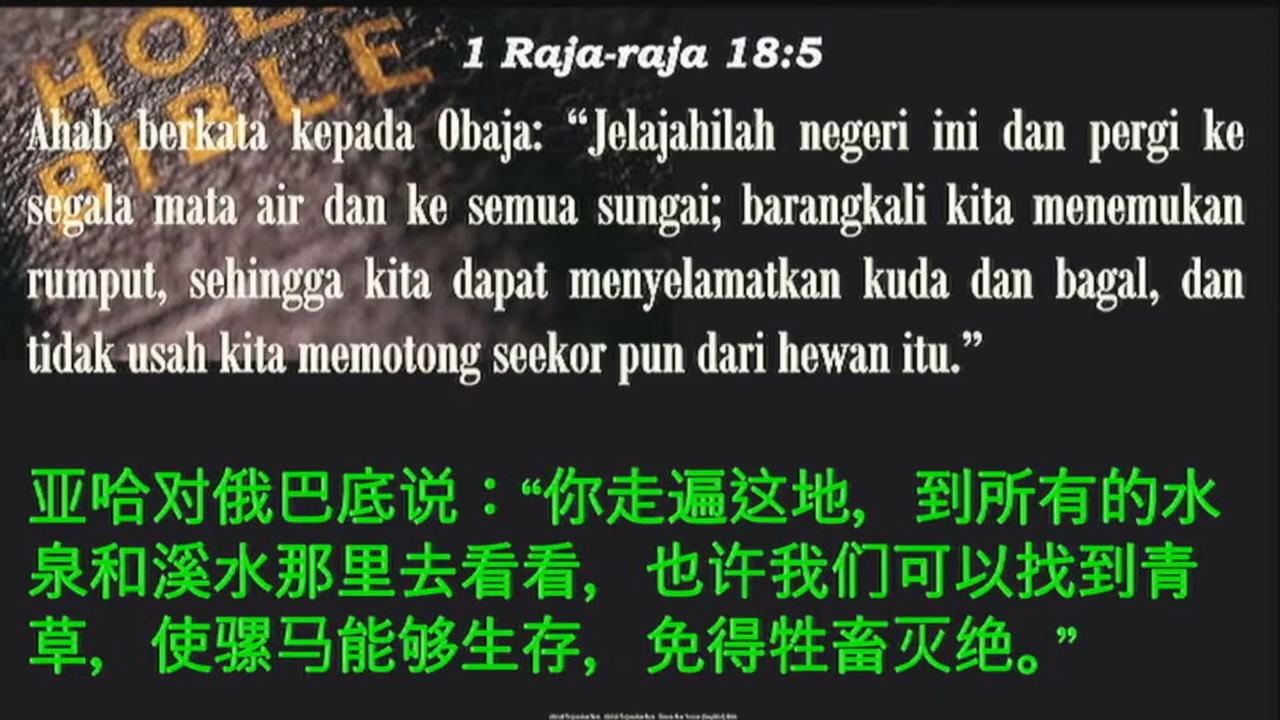 HOL
BIBLE
1 Raja-raja 18:5
Ahab berkata kepada Obaja: “Jelajahilah negeri ini dan pergi ke
segala mata air dan ke semua sungai; barangkali kita menemukan
rumput, sehingga kita dapat menyelamatkan kuda dan bagal, dan
tidak usah kita memotong seekor pun dari hewan itu.”
亚哈对俄巴底说：“你走遍这地， 到所有的水
泉和溪水那里去看看， 也许我们可以找到青
草， 使骡马能够生存， 免得牲畜灭绝。”